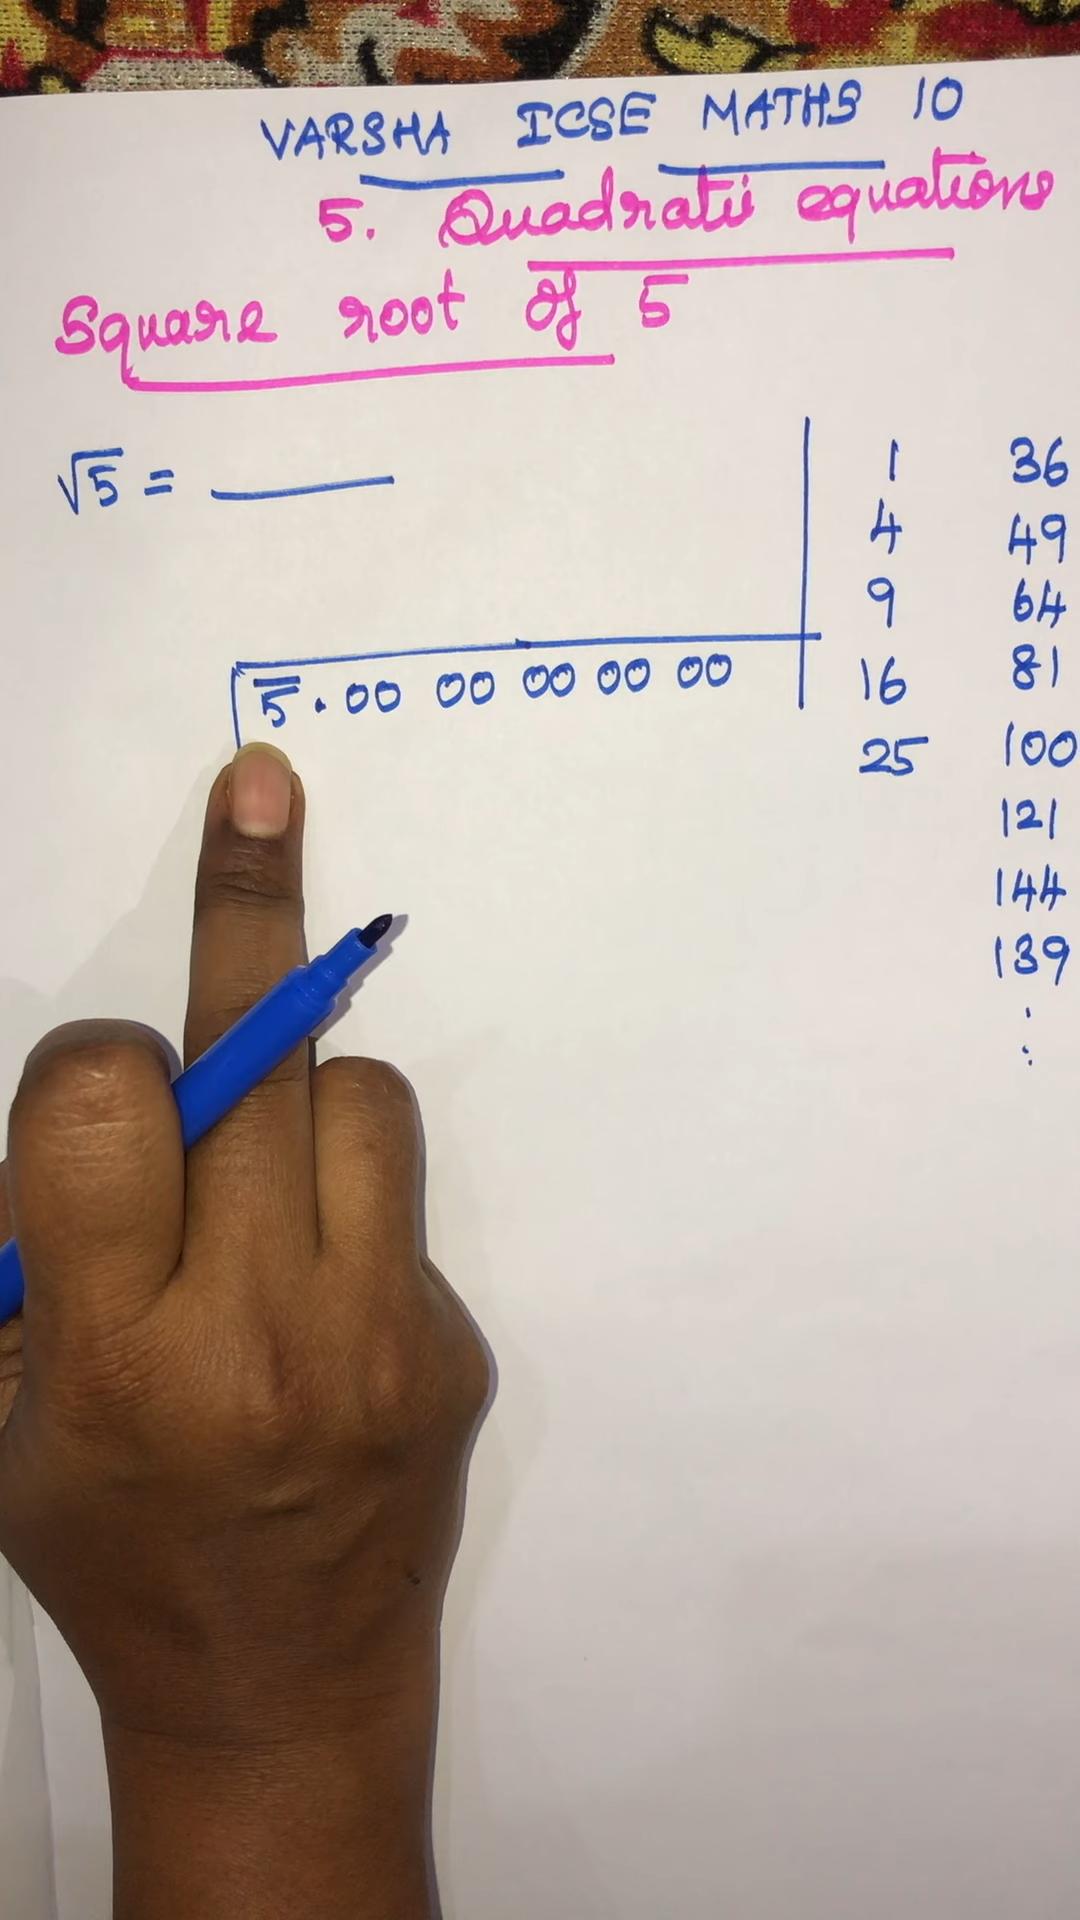 VARSHA ICSE MATHS 10
5. Quadratic equations
Square root of 5
√5 = ____
5.00 00 00 00 00
1 36
4 49
9 64
16 81
25 100
121
144
139
: